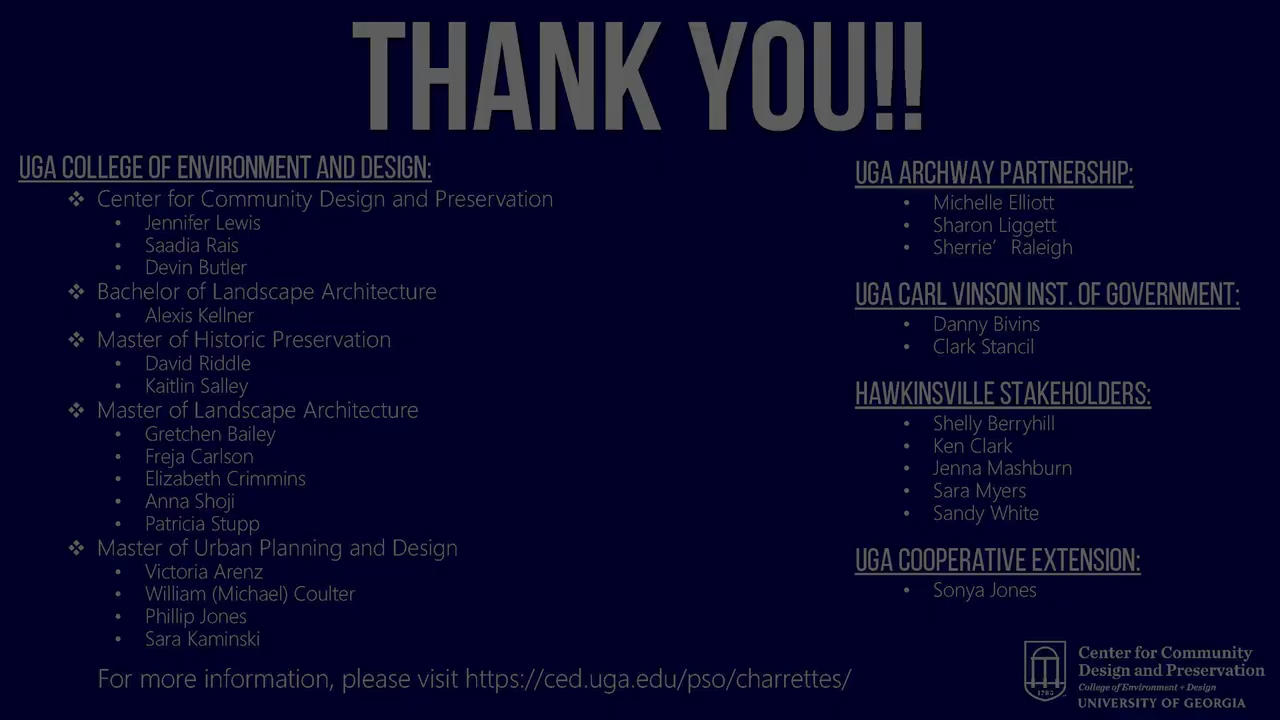 THANK YOU!!
UGA COLLEGE OF ENVIRONMENT AND DESIGN:
❖ Center for Community Design and Preservation
• Jennifer Lewis
• Saadia Rais
• Devin Butler
❖ Bachelor of Landscape Architecture
• Alexis Kellner
❖ Master of Historic Preservation
• David Riddle
• Kaitlin Salley
❖ Master of Landscape Architecture
• Gretchen Bailey
• Freja Carlson
• Elizabeth Crimmins
• Anna Shoji
• Patricia Stupp
❖ Master of Urban Planning and Design
• Victoria Arenz
• William (Michael) Coulter
• Phillip Jones
• Sara Kaminski
UGA ARCHWAY PARTNERSHIP:
• Michelle Elliott
• Sharon Liggett
• Sherrie’ Raleigh
UGA CARL VINSON INST. OF GOVERNMENT:
• Danny Bivins
• Clark Stancil
HAWKINSVILLE STAKEHOLDERS:
• Shelly Berryhill
• Ken Clark
• Jenna Mashburn
• Sara Myers
• Sandy White
UGA COOPERATIVE EXTENSION:
• Sonya Jones
For more information, please visit https://ced.uga.edu/pso/charrettes/
1785
Center for Community
Design and Preservation
College of Environment + Design
UNIVERSITY OF GEORGIA